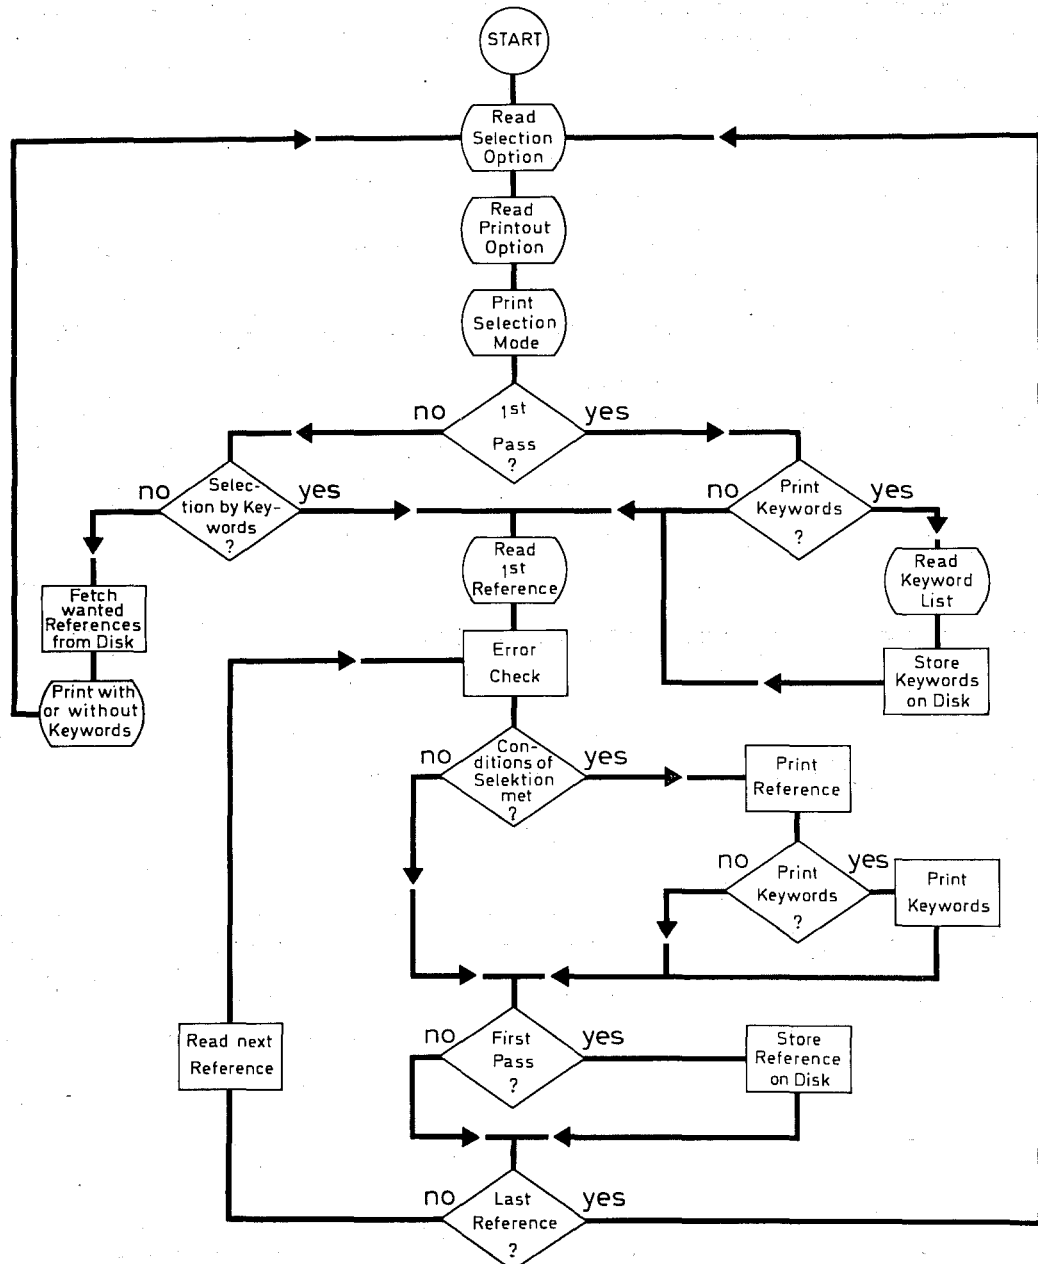 START
Read
Selection
Option
Read
Printout
Option
Print
Selection
Mode
no
1st
Pass
?
yes
no
Selec-
tion by Key-
words
?
yes
no
Print
Keywords
?
yes
Read
1st
Reference
Read
Keyword
List
Fetch
wanted
References
from Disk
Error
Check
Store
Keywords
on Disk
Print with
or without
Keywords
no
Con-
ditions of
Selektion
met
?
yes
Print
Reference
no
Print
Keywords
?
yes
Print
Keywords
Read next
Reference
no
First
Pass
?
yes
Store
Reference
on Disk
no
Last
Reference
?
yes